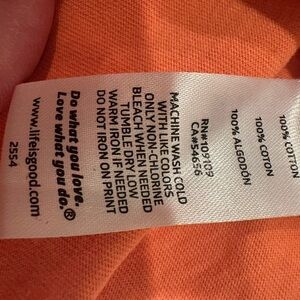 100% COTTON
100% COTON
100% ALGODÓN
RN#109109
CA#54656
MACHINE WASH COLD
WITH LIKE COLORS
ONLY NON-CHLORINE
BLEACH WHEN NEEDED
TUMBLE DRY LOW
WARM IRON IF NEEDED
DO NOT IRON ON PRINT
Do what you love.
Love what you do.®
www.lifeisgood.com
2554